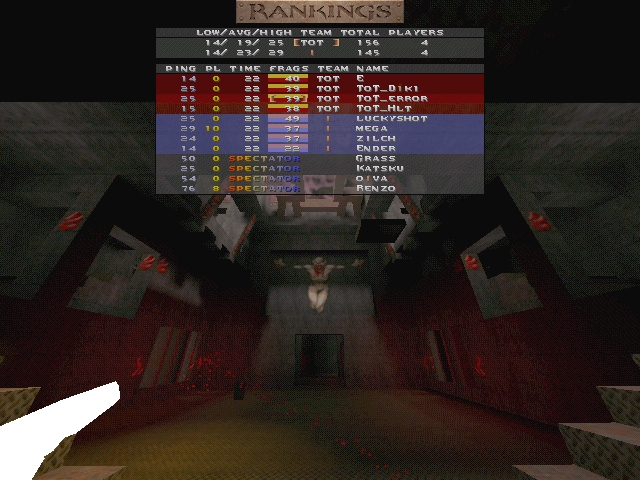 RANKINGS
LOW/AVG/HIGH TEAM TOTAL PLAYERS
14/ 19/ 25 [TOT ] 156 4
14/ 23/ 29 ! 145 4
PING PL TIME FRAGS TEAM NAME
14 0 22 40 TOT E
25 0 22 39 TOT TOT_D1K1
25 0 22 [ 39] TOT TOT_ERROR
15 0 22 38 TOT TOT_HLT
25 0 22 49 ! LUCKYSHOT
29 10 22 37 ! MEGA
24 0 22 37 ! ZILCH
14 0 22 22 ! ENDER
50 0 SPECTATOR GRASS
25 0 SPECTATOR KATSKU
54 0 SPECTATOR
76 8 SPECTATOR RENZO